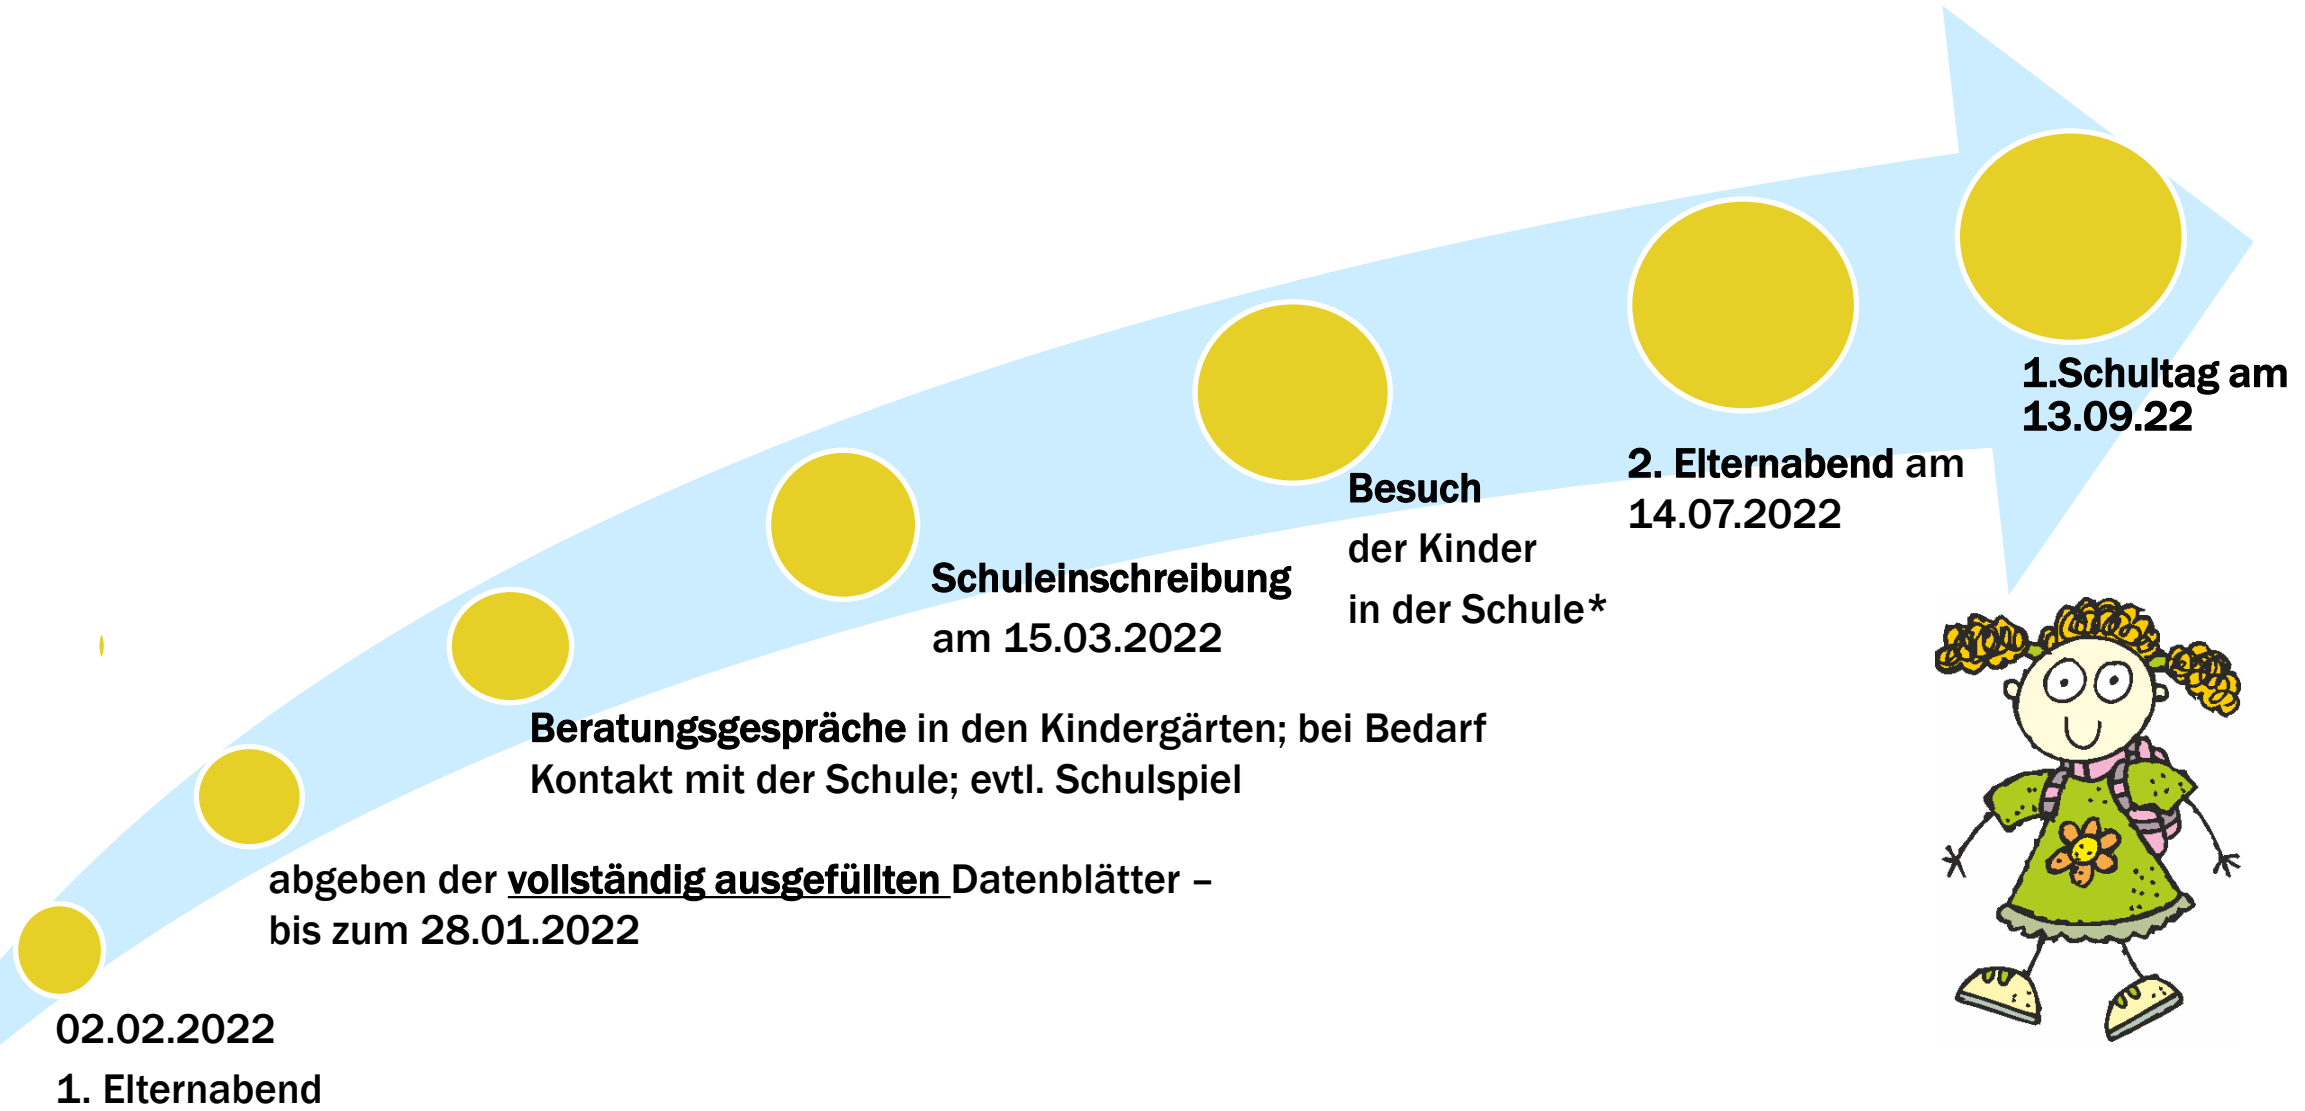 02.02.2022
1. Elternabend
abgeben der vollständig ausgefüllten Datenblätter –
bis zum 28.01.2022
Beratungsgespräche in den Kindergärten; bei Bedarf
Kontakt mit der Schule; evtl. Schulspiel
Schuleinschreibung
am 15.03.2022
Besuch
der Kinder
in der Schule*
2. Elternabend am
14.07.2022
1.Schultag am
13.09.22